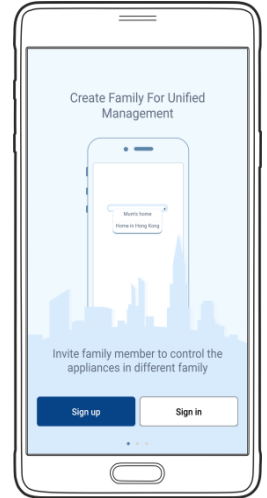 Create Family For Unified
Management
Mum's home
Home in Hong Kong
Invite family member to control the
appliances in different family
Sign up
Sign in